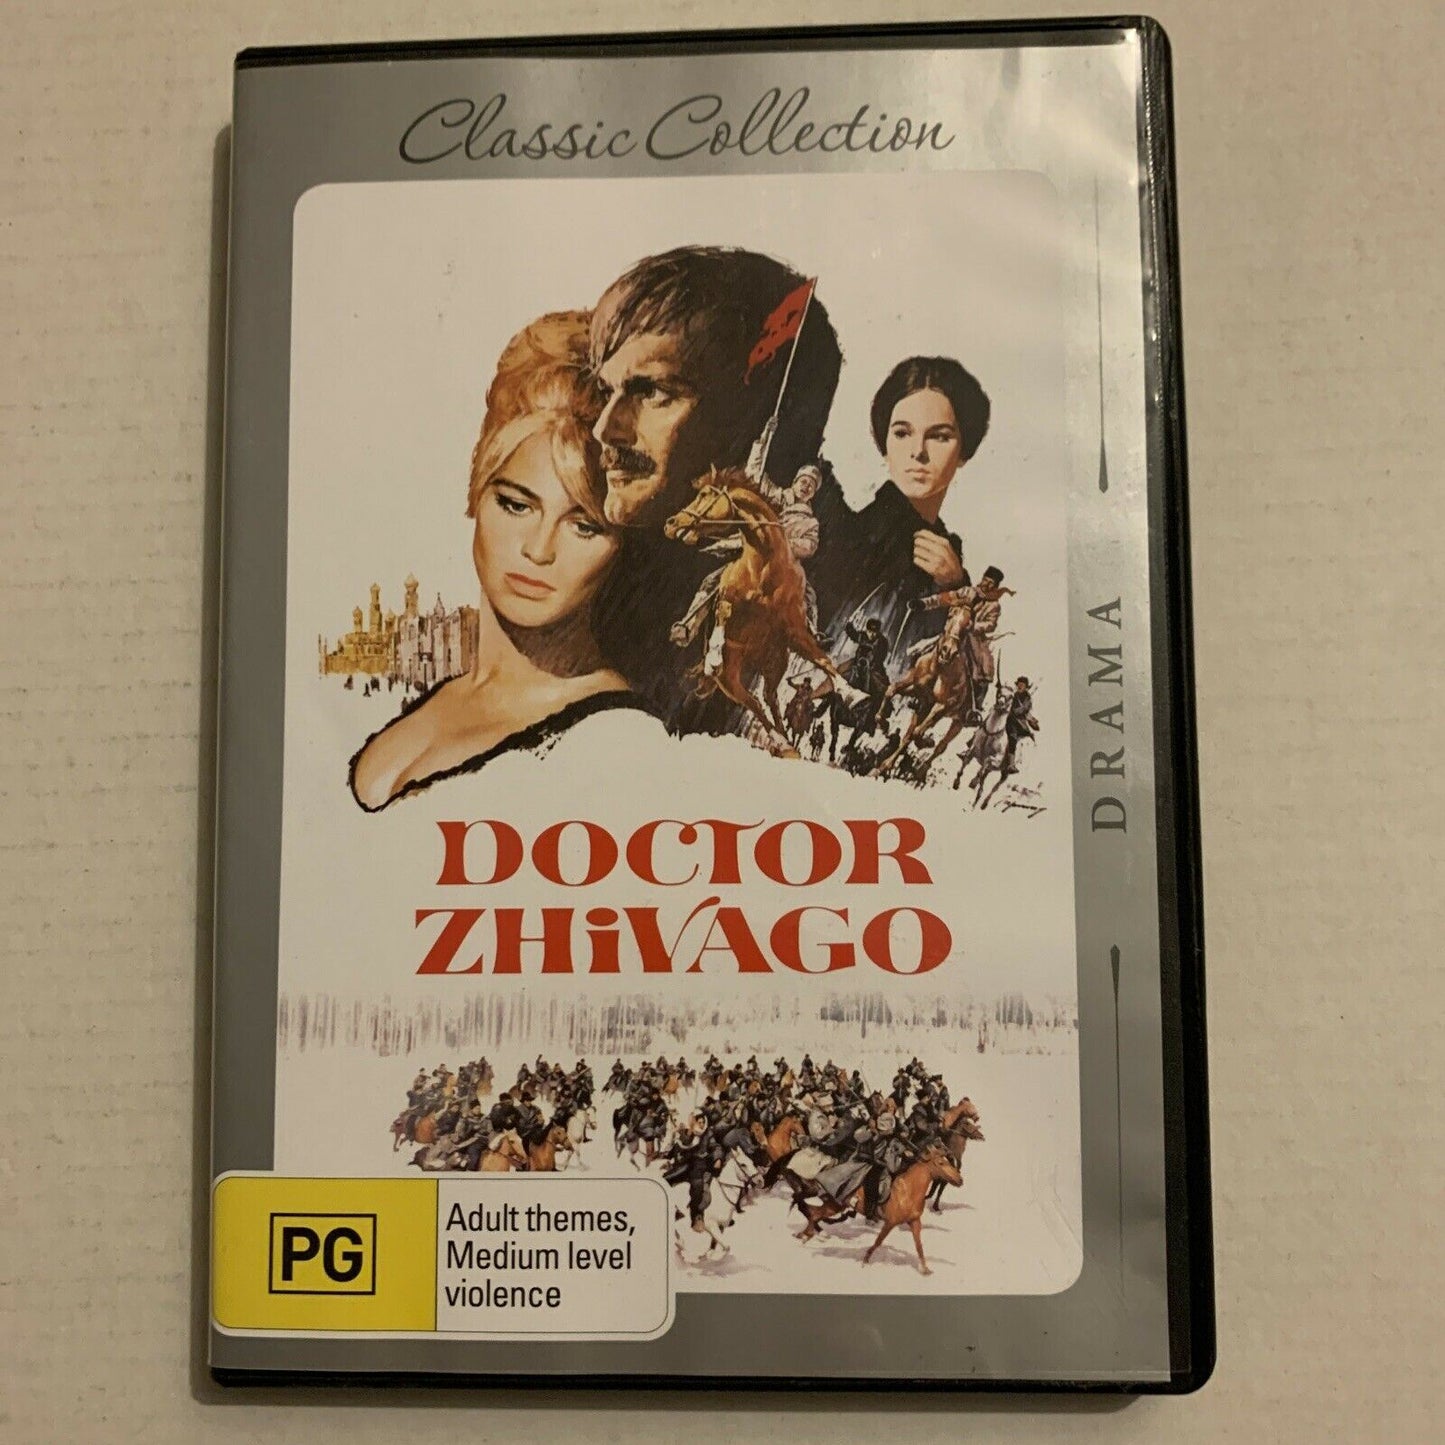 Classic Collection
DRAMA
DOCTOR
ZHiVAGO
PG
Adult themes,
Medium level
violence